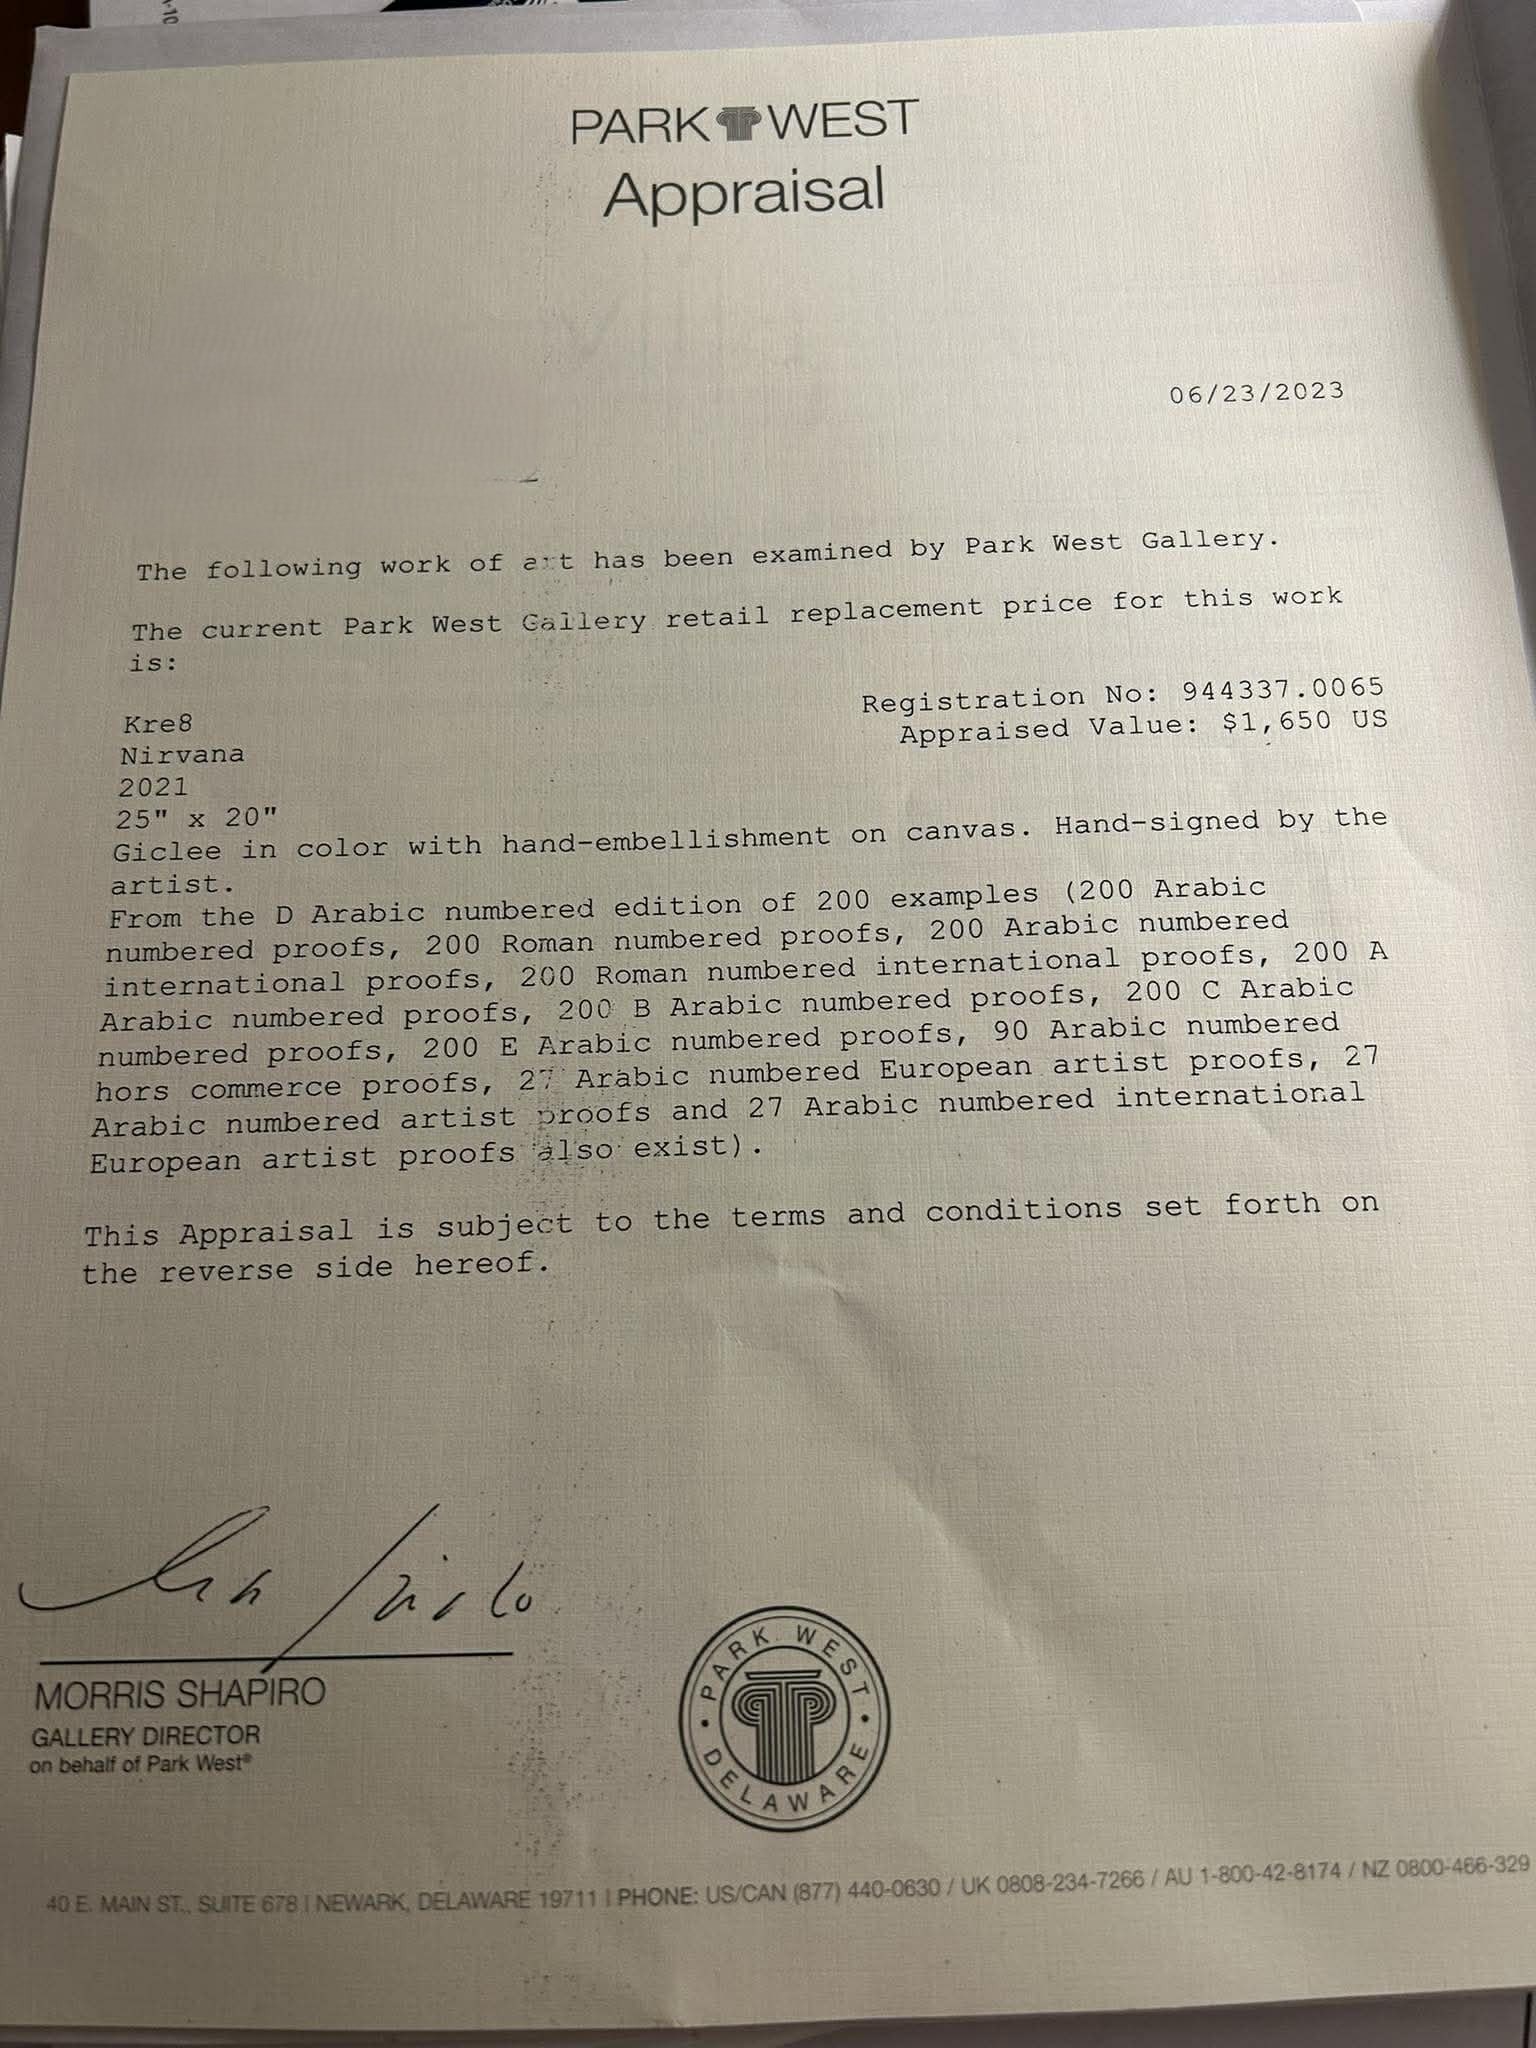 -10
PARK WEST
Appraisal
06/23/2023
The following work of art has been examined by Park West Gallery.
The current Park West Gallery retail replacement price for this work
is:
Registration No: 944337.0065
Appraised Value: $1,650 US
Kre8
Nirvana
2021
25" x 20"
Giclee in color with hand-embellishment on canvas. Hand-signed by the
artist.
From the D Arabic numbered edition of 200 examples (200 Arabic
numbered proofs, 200 Roman numbered proofs, 200 Arabic numbered
international proofs, 200 Roman numbered international proofs, 200 A
Arabic numbered proofs, 200 B Arabic numbered proofs, 200 C Arabic
numbered proofs, 200 E Arabic numbered proofs, 90 Arabic numbered
hors commerce proofs, 27 Arabic numbered European artist proofs, 27
Arabic numbered artist proofs and 27 Arabic numbered international
European artist proofs also exist).
This Appraisal is subject to the terms and conditions set forth on
the reverse side hereof.
MORRIS SHAPIRO
GALLERY DIRECTOR
on behalf of Park West®
PARK WEST
DELAWARE
40 E. MAIN ST., SUITE 678 | NEWARK, DELAWARE 19711 | PHONE: US/CAN (877) 440-0630 / UK 0808-234-7266 / AU 1-800-42-8174 / NZ 0800-466-329